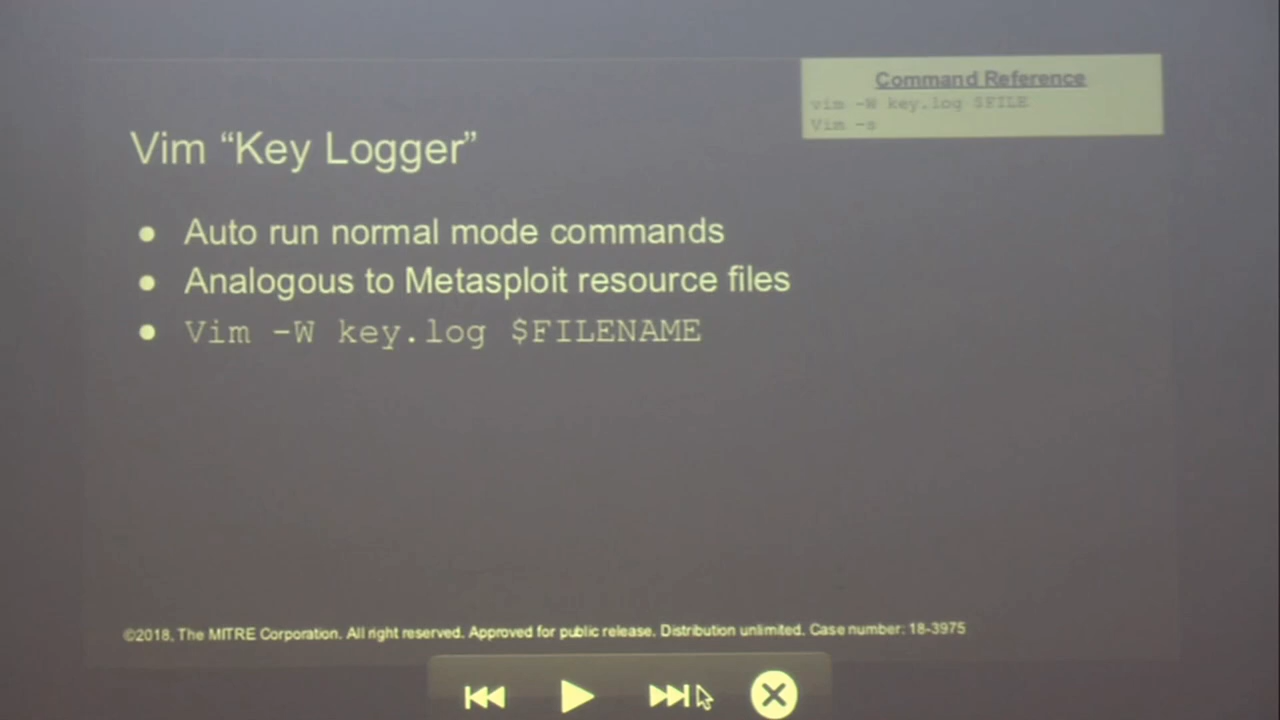 Command Reference
vim -W key.log $FILE
Vim -s
Vim “Key Logger”
● Auto run normal mode commands
● Analogous to Metasploit resource files
● Vim -W key.log $FILENAME
©2018, The MITRE Corporation. All right reserved. Approved for public release. Distribution unlimited. Case number: 18-3975